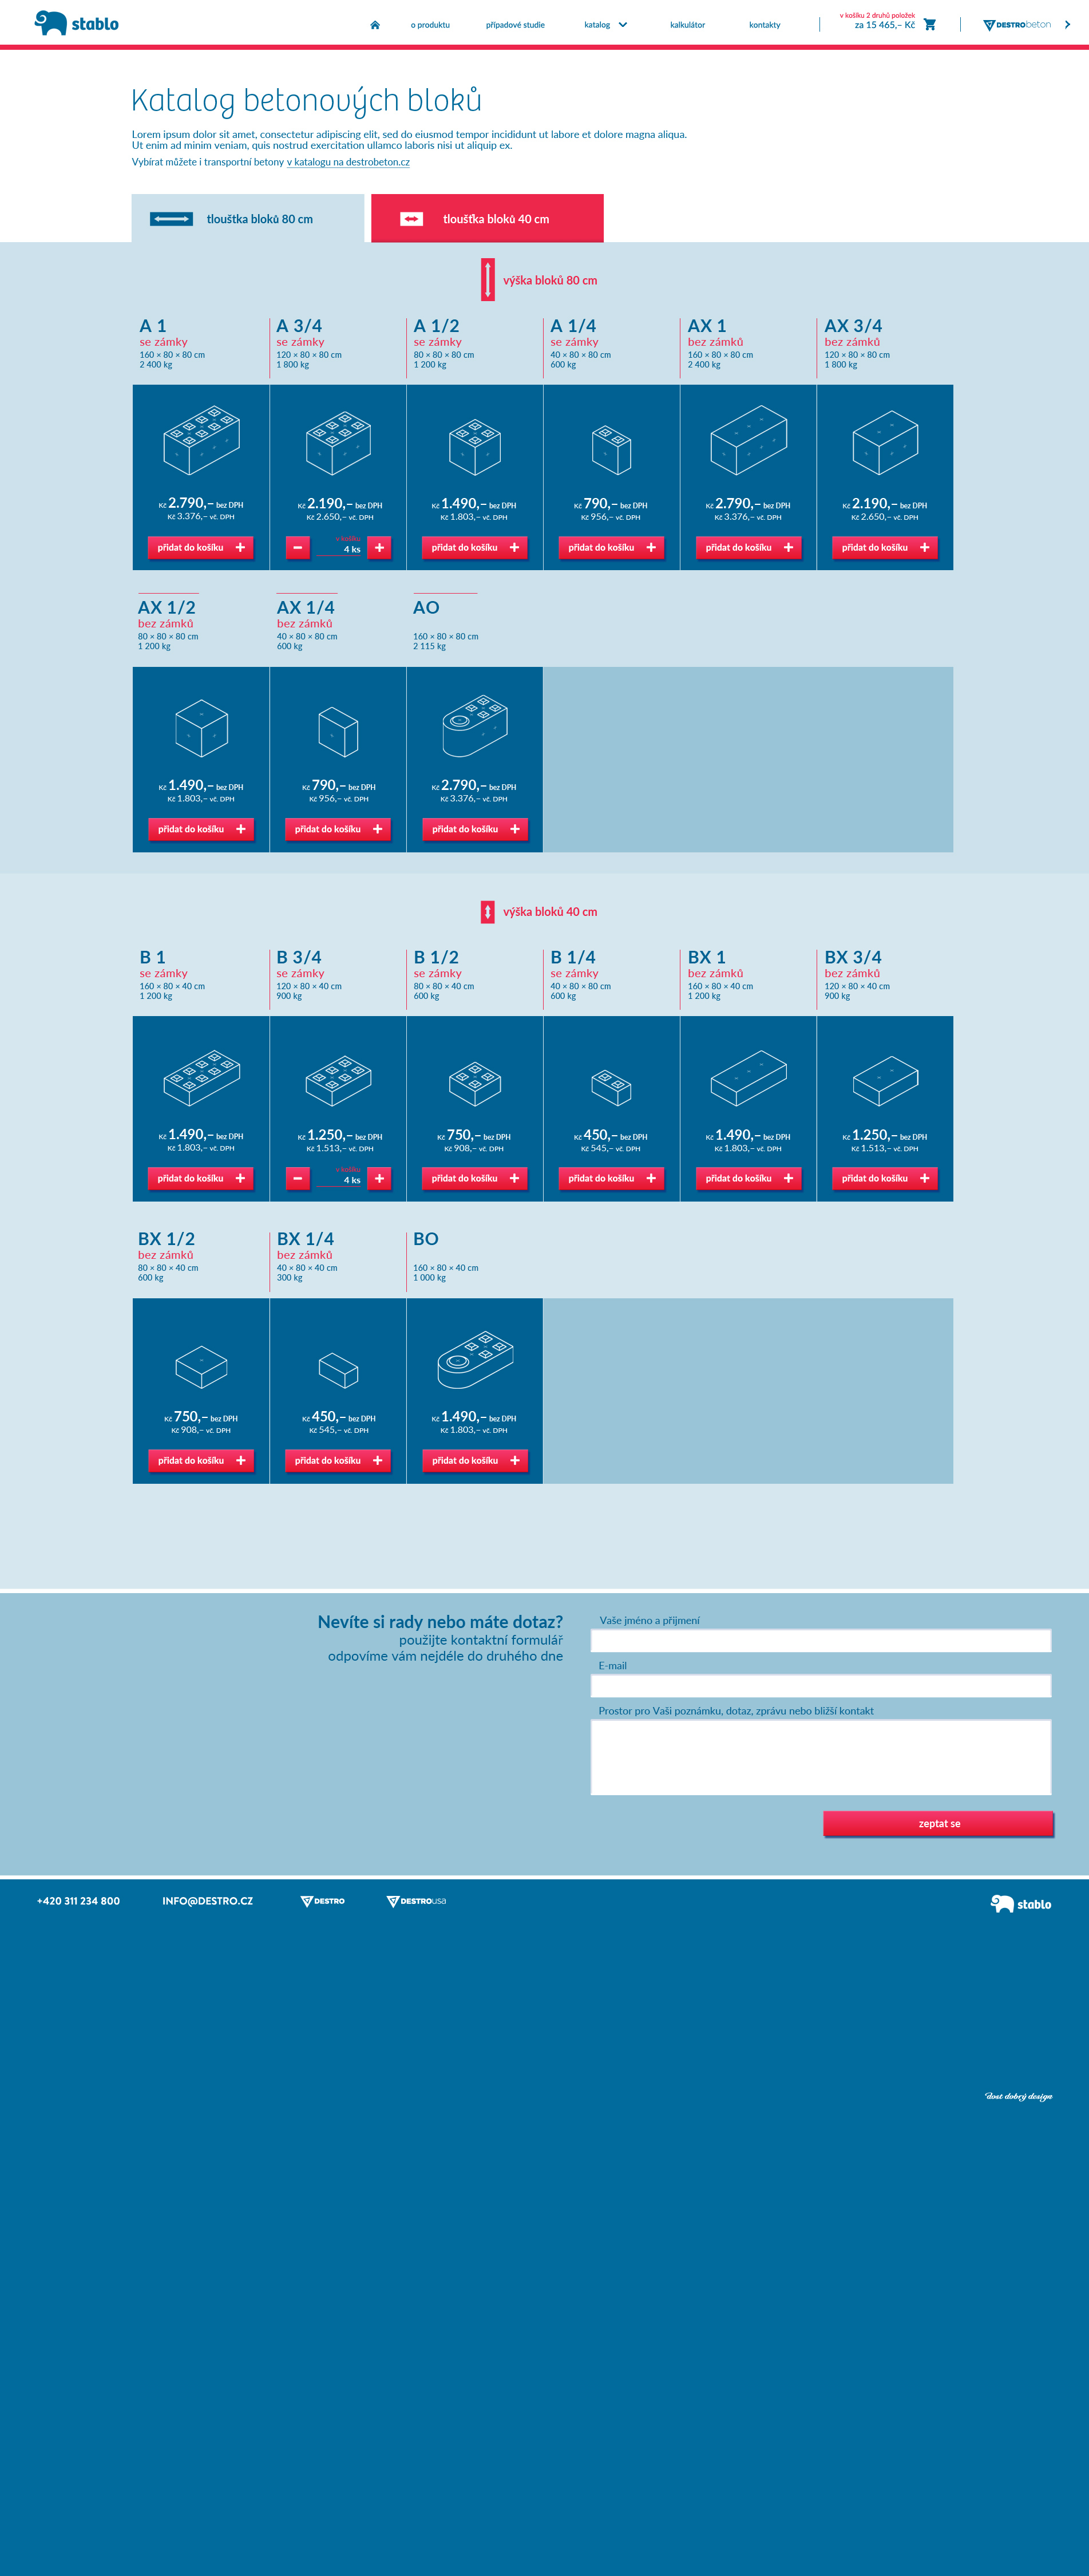 stablo
o produktu
případové studie
katalog
kalkulátor
kontakty
v košíku 2 druhů položek
za 15 465,– Kč
DESTRObeton
Katalog betonových bloků
Lorem ipsum dolor sit amet, consectetur adipiscing elit, sed do eiusmod tempor incididunt ut labore et dolore magna aliqua.
Ut enim ad minim veniam, quis nostrud exercitation ullamco laboris nisi ut aliquip ex.
Vybírat můžete i transportní betony v katalogu na destrobeton.cz
tloušťka bloků 80 cm
tloušťka bloků 40 cm
výška bloků 80 cm
A 1
se zámky
160 × 80 × 80 cm
2 400 kg
A 3/4
se zámky
120 × 80 × 80 cm
1 800 kg
A 1/2
se zámky
80 × 80 × 80 cm
1 200 kg
A 1/4
se zámky
40 × 80 × 80 cm
600 kg
AX 1
bez zámků
160 × 80 × 80 cm
2 400 kg
AX 3/4
bez zámků
120 × 80 × 80 cm
1 800 kg
Kč 2.790,– bez DPH
Kč 3.376,– vč. DPH
přidat do košíku
Kč 2.190,– bez DPH
Kč 2.650,– vč. DPH
v košíku
4 ks
Kč 1.490,– bez DPH
Kč 1.803,– vč. DPH
přidat do košíku
Kč 790,– bez DPH
Kč 956,– vč. DPH
přidat do košíku
Kč 2.790,– bez DPH
Kč 3.376,– vč. DPH
přidat do košíku
Kč 2.190,– bez DPH
Kč 2.650,– vč. DPH
přidat do košíku
AX 1/2
bez zámků
80 × 80 × 80 cm
1 200 kg
AX 1/4
bez zámků
40 × 80 × 80 cm
600 kg
AO
160 × 80 × 80 cm
2 115 kg
Kč 1.490,– bez DPH
Kč 1.803,– vč. DPH
přidat do košíku
Kč 790,– bez DPH
Kč 956,– vč. DPH
přidat do košíku
Kč 2.790,– bez DPH
Kč 3.376,– vč. DPH
přidat do košíku
výška bloků 40 cm
B 1
se zámky
160 × 80 × 40 cm
1 200 kg
B 3/4
se zámky
120 × 80 × 40 cm
900 kg
B 1/2
se zámky
80 × 80 × 40 cm
600 kg
B 1/4
se zámky
40 × 80 × 80 cm
600 kg
BX 1
bez zámků
160 × 80 × 40 cm
1 200 kg
BX 3/4
bez zámků
120 × 80 × 40 cm
900 kg
Kč 1.490,– bez DPH
Kč 1.803,– vč. DPH
přidat do košíku
Kč 1.250,– bez DPH
Kč 1.513,– vč. DPH
v košíku
4 ks
Kč 750,– bez DPH
Kč 908,– vč. DPH
přidat do košíku
Kč 450,– bez DPH
Kč 545,– vč. DPH
přidat do košíku
Kč 1.490,– bez DPH
Kč 1.803,– vč. DPH
přidat do košíku
Kč 1.250,– bez DPH
Kč 1.513,– vč. DPH
přidat do košíku
BX 1/2
bez zámků
80 × 80 × 40 cm
600 kg
BX 1/4
bez zámků
40 × 80 × 40 cm
300 kg
BO
160 × 80 × 40 cm
1 000 kg
Kč 750,– bez DPH
Kč 908,– vč. DPH
přidat do košíku
Kč 450,– bez DPH
Kč 545,– vč. DPH
přidat do košíku
Kč 1.490,– bez DPH
Kč 1.803,– vč. DPH
přidat do košíku
Nevíte si rady nebo máte dotaz?
použijte kontaktní formulář
odpovíme vám nejdéle do druhého dne
Vaše jméno a přijmení
E-mail
Prostor pro Vaši poznámku, dotaz, zprávu nebo bližší kontakt
zeptat se
+420 311 234 800
INFO@DESTRO.CZ
DESTRO
DESTROusa
stablo
dost dobrý design